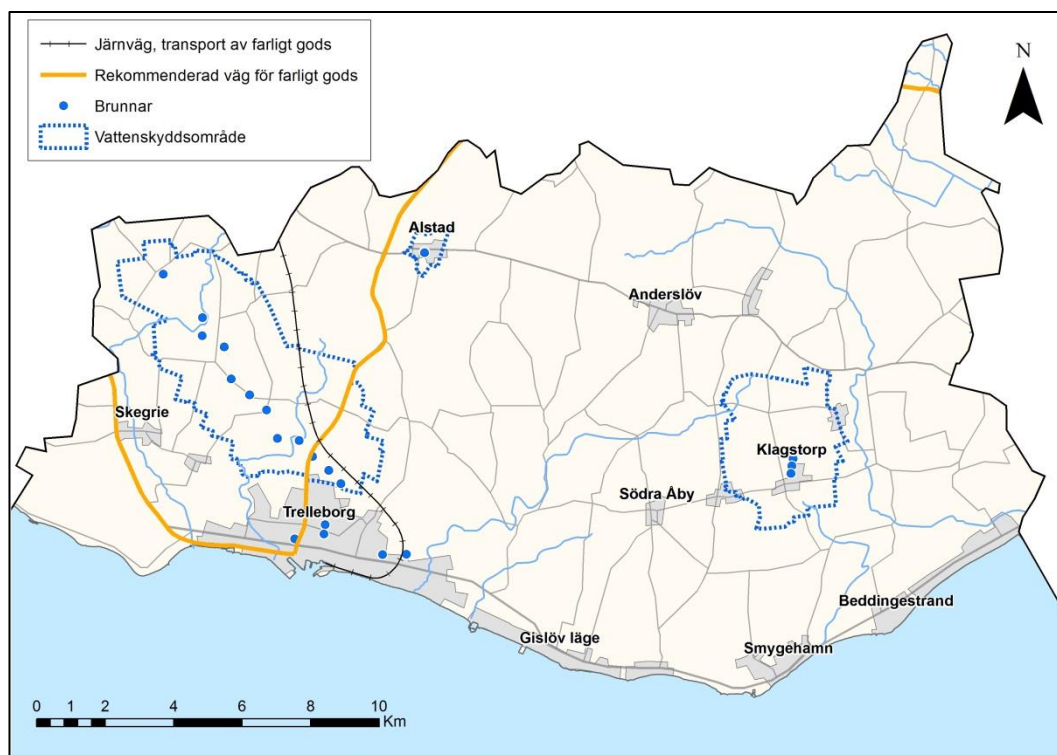 Järnväg, transport av farligt gods
Rekommenderad väg för farligt gods
Brunnar
Vattenskyddsområde
N
Alstad
Anderslöv
Skegrie
Klagstorp
Södra Åby
Trelleborg
Beddingestrand
Gislöv läge
Smygehamn
0 1 2 4 6 8 10
Km